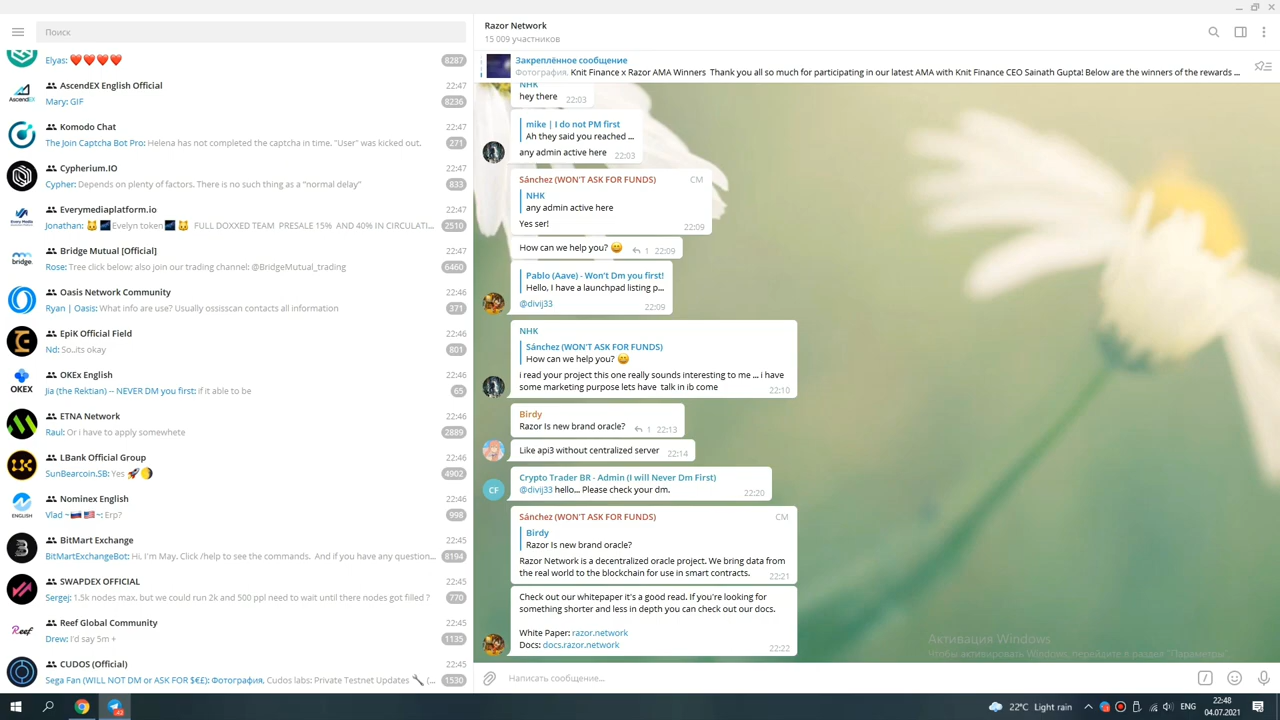 Поиск
Elyas: ❤️❤️❤️❤️
8287
AscendEX
AscendEX English Official
22:47
Mary: GIF
8236
Komodo Chat
22:47
The Join Captcha Bot Pro: Helena has not completed the captcha in time. "User" was kicked out.
271
Cypherium.IO
22:47
Cypher: Depends on plenty of factors. There is no such thing as a "normal delay"
833
Every Media
Everymediaplatform.io
22:47
Jonathan: 🐱🌠Evelyn token🌠 🐱 FULL DOXXED TEAM PRESALE 15% AND 40% IN CIRCULATI...
2510
bridge.
Bridge Mutual [Official]
22:47
Rose: Tree click below: also join our trading channel: @BridgeMutual_trading
6460
Oasis Network Community
22:46
Ryan | Oasis: What info are use? Usually ossisscan contacts all information
371
EpiK Official Field
22:46
Nd: So..its okay
801
OKEX
OKEx English
22:46
Jia (the Rektian) -- NEVER DM you first: if it able to be
65
ETNA Network
22:46
Raul: Or i have to apply somewhete
2889
LBank Official Group
22:46
SunBearcoin.SB: Yes 🚀🌖
4902
ENGLISH
Nominex English
22:46
Vlad ~🇷🇺 🇺🇸~: Erp?
998
BitMart Exchange
22:45
BitMartExchangeBot: Hi, I'm May. Click /help to see the commands. And if you have any question...
8194
SWAPDEX OFFICIAL
22:45
Sergej: 1.5k nodes max. but we could run 2k and 500 ppl need to wait until there nodes got filled ?
770
Reef
Reef Global Community
22:45
Drew: I'd say 5m +
1135
CUDOS (Official)
22:45
Sega Fan (WILL NOT DM or ASK FOR $€£): Фотография, Cudos labs: Private Testnet Updates 🔧 (...
1530
Razor Network
15 009 участников
Закреплённое сообщение
Фотография: Knit Finance x Razor AMA Winners Thank you all so much for participating in our latest AMA with Knit Finance CEO Sainath Gupta! Below are the winners of the rewards ...
NHK
hey there 22:03
mike | I do not PM first
Ah they said you reached ...
any admin active here 22:03
Sánchez (WON'T ASK FOR FUNDS) CM
NHK
any admin active here
Yes ser!
22:09
How can we help you? 😀 1 22:09
Pablo (Aave) - Won't Dm you first!
Hello, I have a launchpad listing p...
@divij33
22:09
NHK
Sánchez (WON'T ASK FOR FUNDS)
How can we help you? 😀
i read your project this one really sounds interesting to me ... i have
some marketing purpose lets have talk in ib come
22:10
Birdy
Razor Is new brand oracle? 1 22:13
Like api3 without centralized server 22:14
CF
Crypto Trader BR - Admin (I will Never Dm First)
@divij33 hello... Please check your dm.
22:20
Sánchez (WON'T ASK FOR FUNDS) CM
Birdy
Razor Is new brand oracle?
Razor Network is a decentralized oracle project. We bring data from
the real world to the blockchain for use in smart contracts.
22:21
Check out our whitepaper it's a good read. If you're looking for
something shorter and less in depth you can check out our docs.
White Paper: razor.network
Docs: docs.razor.network
22:22
Активация Windows
Чтобы активировать Windows, перейдите в раздел "Параметры".
Написать сообщение...
42
22°C Light rain
22:48
04.07.2021